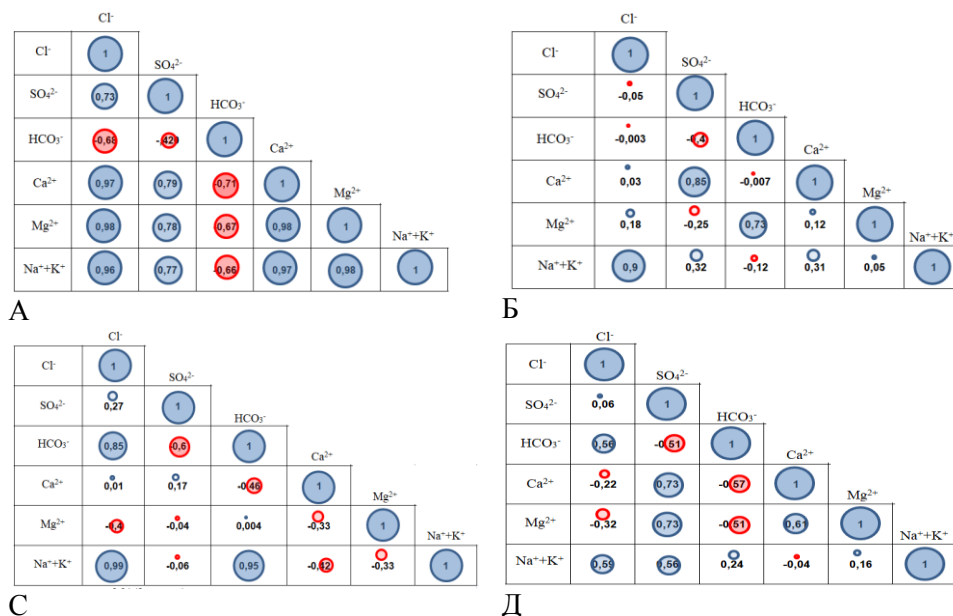 Cl⁻
Cl⁻ 1
SO₄²⁻
SO₄²⁻ 0,73 1
HCO₃⁻
HCO₃⁻ -0,68 1
Ca²⁺
Ca²⁺ 0,97 0,79 -0,71 1
Mg²⁺
Mg²⁺ 0,98 0,78 -0,67 0,98 1
Na⁺+K⁺
Na⁺+K⁺ 0,96 0,77 -0,66 0,97 0,98 1
А
Cl⁻
Cl⁻ 1
SO₄²⁻
SO₄²⁻ -0,05 1
HCO₃⁻
HCO₃⁻ -0,003 -0,4 1
Ca²⁺
Ca²⁺ 0,03 0,85 -0,007 1
Mg²⁺
Mg²⁺ 0,18 -0,25 0,73 0,12 1
Na⁺+K⁺
Na⁺+K⁺ 0,9 0,32 -0,12 0,31 0,05 1
Б
Cl⁻
Cl⁻ 1
SO₄²⁻
SO₄²⁻ 0,27 1
HCO₃⁻
HCO₃⁻ 0,85 -0,6 1
Ca²⁺
Ca²⁺ 0,01 0,17 -0,46 1
Mg²⁺
Mg²⁺ -0,4 -0,04 0,004 -0,33 1
Na⁺+K⁺
Na⁺+K⁺ 0,99 -0,06 0,95 -0,42 -0,33 1
С
Cl⁻
Cl⁻ 1
SO₄²⁻
SO₄²⁻ 0,06 1
HCO₃⁻
HCO₃⁻ 0,56 -0,51 1
Ca²⁺
Ca²⁺ -0,22 0,73 -0,57 1
Mg²⁺
Mg²⁺ -0,32 0,73 -0,51 0,61 1
Na⁺+K⁺
Na⁺+K⁺ 0,59 0,56 0,24 -0,04 0,16 1
Д